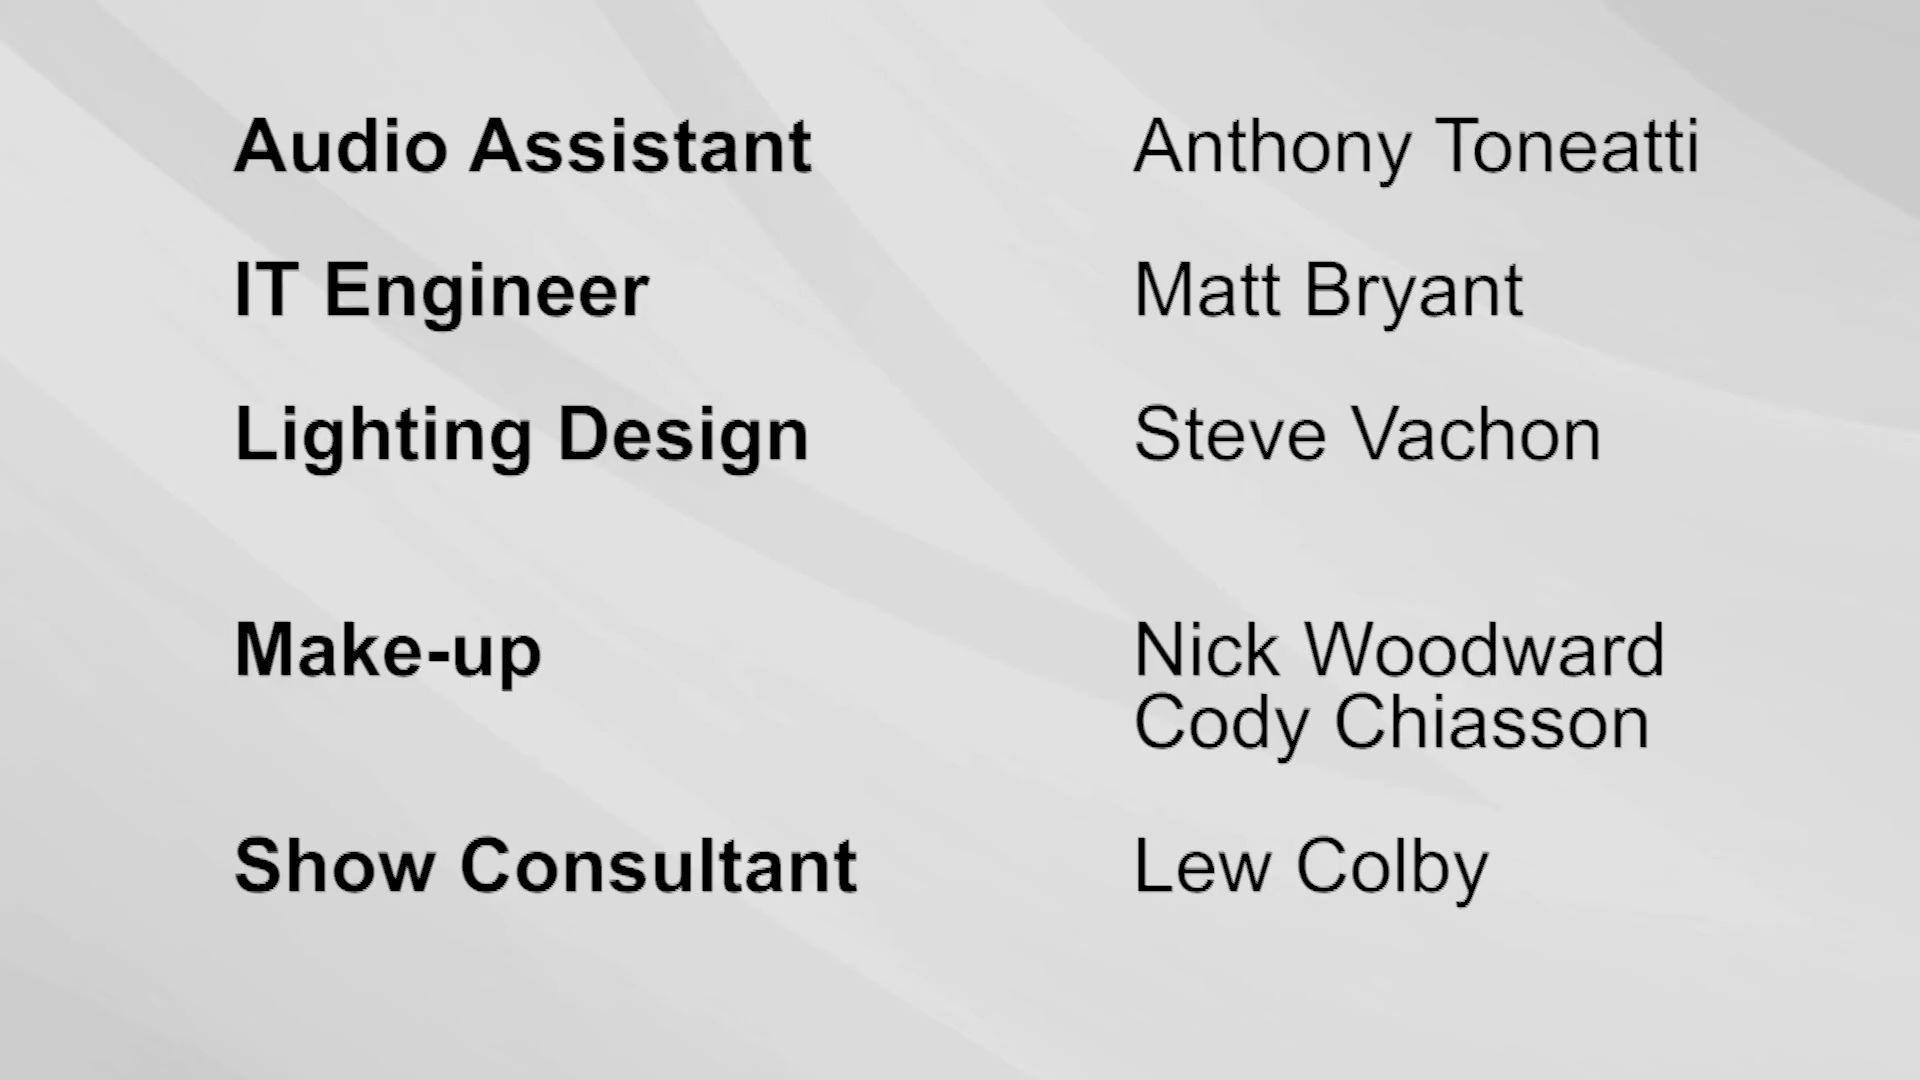 Audio Assistant Anthony Toneatti
IT Engineer Matt Bryant
Lighting Design Steve Vachon
Make-up Nick Woodward
Cody Chiasson
Show Consultant Lew Colby